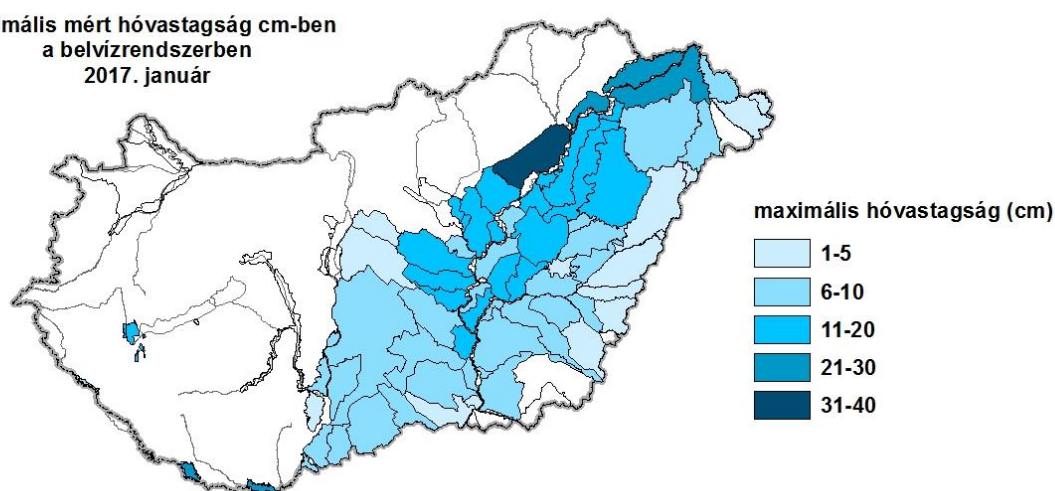 mális mért hóvastagság cm-ben
a belvízrendszerben
2017. január
maximális hóvastagság (cm)
1-5
6-10
11-20
21-30
31-40